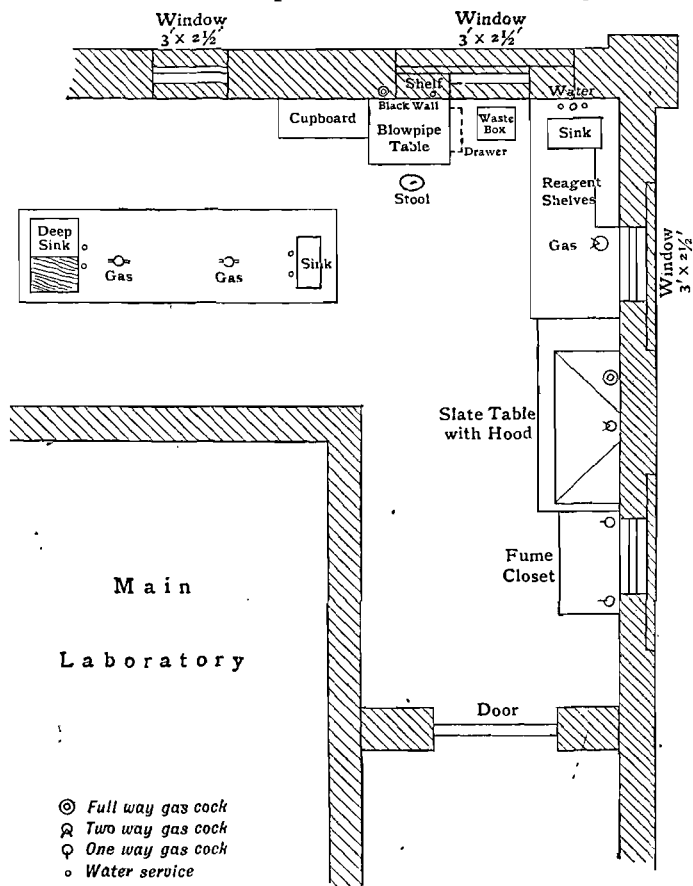 Window
3′ × 2½′
Window
3′ × 2½′
Shelf
Water
Black Wall
Cupboard
Blowpipe
Table
Waste
Box
Sink
Drawer
Stool
Reagent
Shelves
Deep
Sink
Gas
Gas
Sink
Gas
Window
3′ × 2½′
Slate Table
with Hood
Fume
Closet
Main
Laboratory
Door
Full way gas cock
Two way gas cock
One way gas cock
Water service